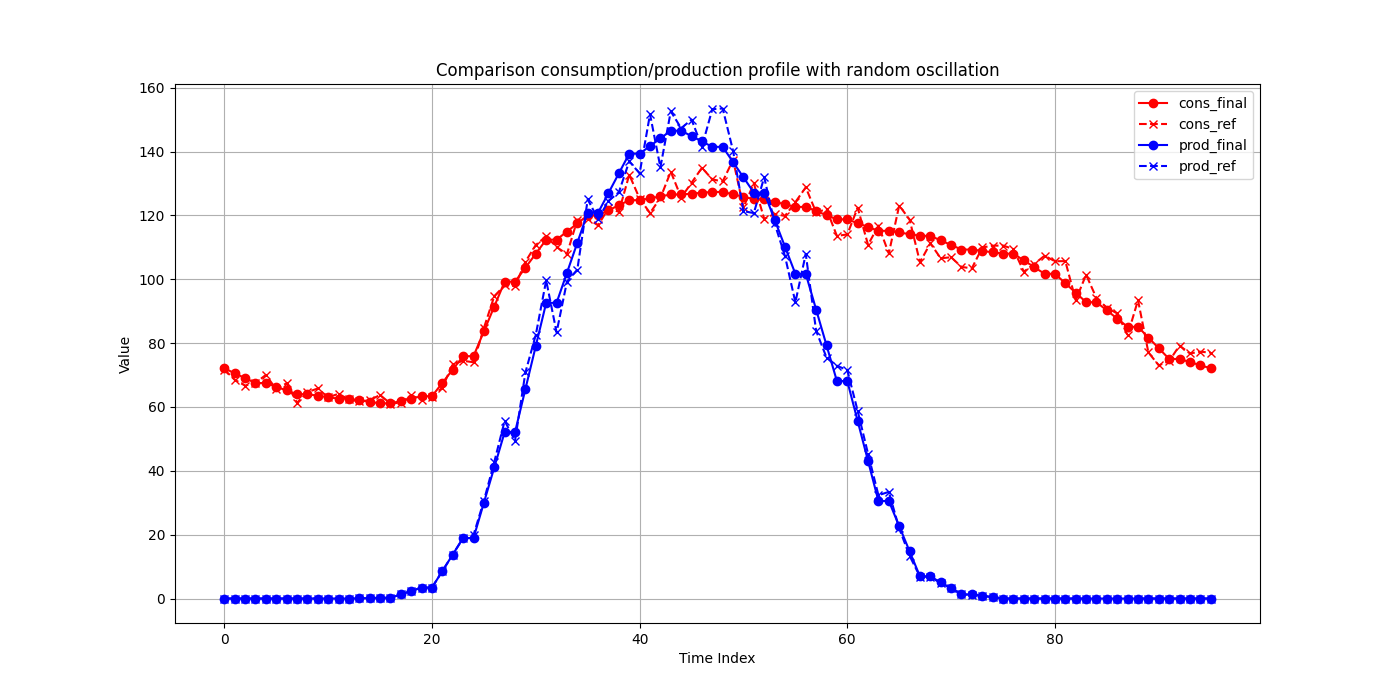 Comparison consumption/production profile with random oscillation
160
140
120
100
80
60
40
20
0
Value
0 20 40 60 80
Time Index
cons_final
cons_ref
prod_final
prod_ref